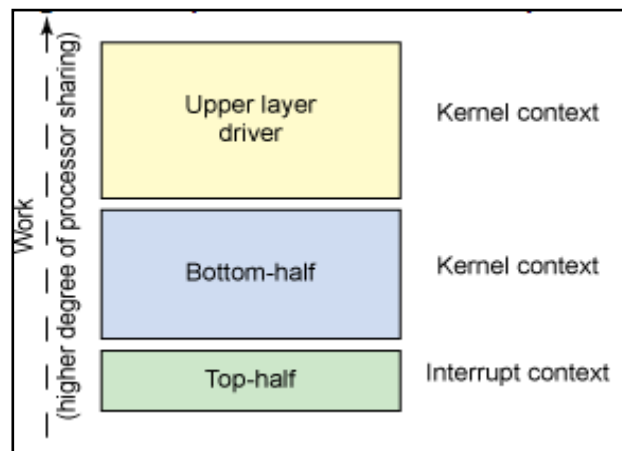 Upper layer
driver
Kernel context
Bottom-half
Kernel context
Top-half
Interrupt context
Work
(higher degree of processor sharing)